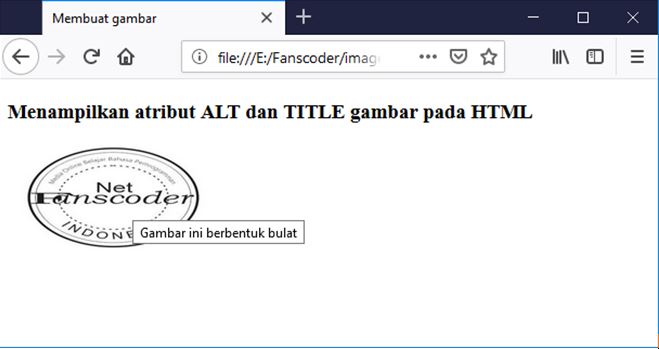 Membuat gambar
file:///E:/Fanscoder/imag
Menampilkan atribut ALT dan TITLE gambar pada HTML
Media Online Belajar Bahasa Pemrograman
Net
Fanscoder
INDONE
Gambar ini berbentuk bulat